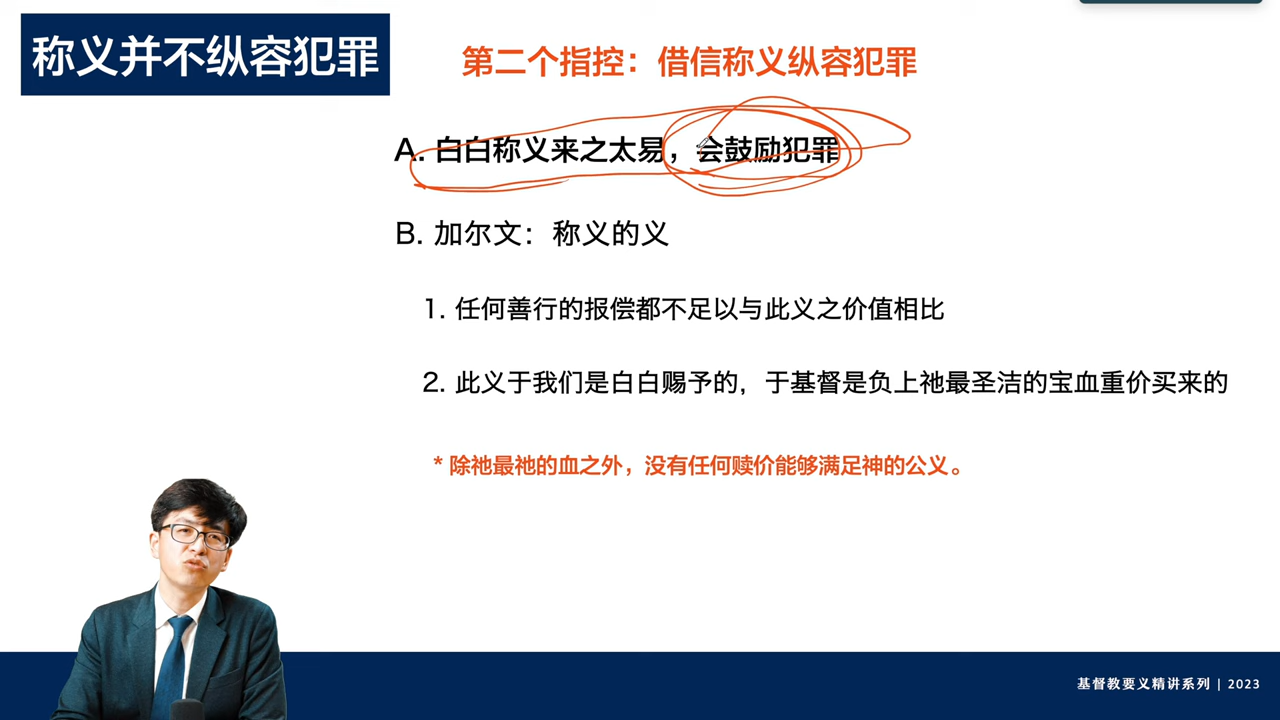 称义并不纵容犯罪
第二个指控：借信称义纵容犯罪
A. 白白称义来之太易，会鼓励犯罪
B. 加尔文：称义的义
1. 任何善行的报偿都不足以与此义之价值相比
2. 此义于我们是白白赐予的，于基督是负上祂最圣洁的宝血重价买来的
* 除祂最祂的血之外，没有任何赎价能够满足神的公义。
基督教要义精讲系列 | 2023